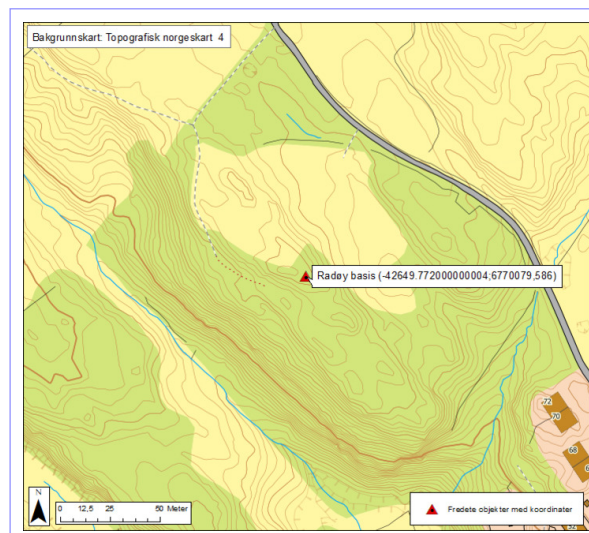 Bakgrunnskart: Topografisk norgeskart 4
Radøy basis (-42649.772000000004;6770079,586)
72
70
68
N
0 12,5 25 50 Meter
Fredete objekter med koordinater